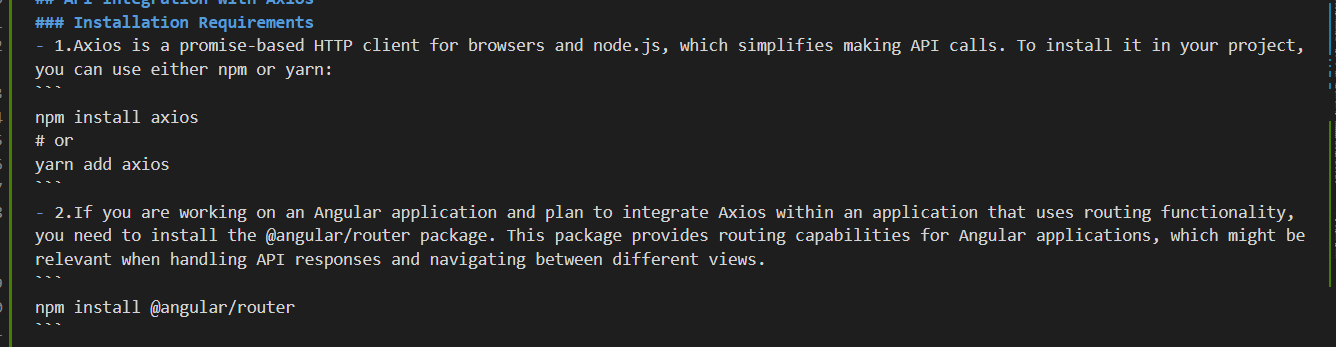 ## API Integration with Axios
### Installation Requirements
- 1.Axios is a promise-based HTTP client for browsers and node.js, which simplifies making API calls. To install it in your project,
you can use either npm or yarn:
```
npm install axios
# or
yarn add axios
```
- 2.If you are working on an Angular application and plan to integrate Axios within an application that uses routing functionality,
you need to install the @angular/router package. This package provides routing capabilities for Angular applications, which might be
relevant when handling API responses and navigating between different views.
```
npm install @angular/router
```